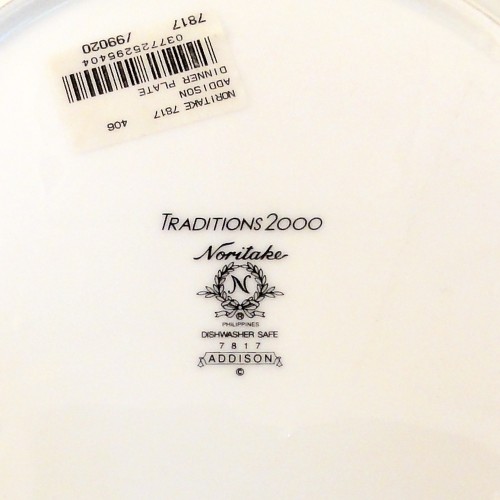 NORITAKE 7817 406
ADDISON
DINNER PLATE
037725295404
7817 /99020
TRADITIONS 2000
Noritake
N
®
PHILIPPINES
DISHWASHER SAFE
7817
ADDISON
©